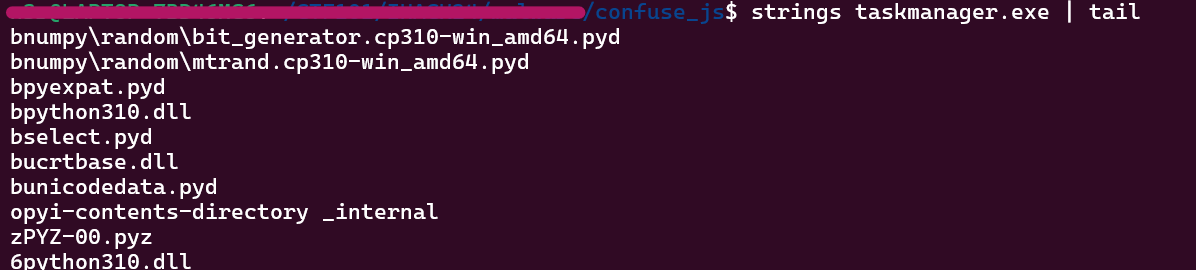 /confuse_js$ strings taskmanager.exe | tail
bnumpy\random\bit_generator.cp310-win_amd64.pyd
bnumpy\random\mtrand.cp310-win_amd64.pyd
bpyexpat.pyd
bpython310.dll
bselect.pyd
bucrtbase.dll
bunicodedata.pyd
opyi-contents-directory _internal
zPYZ-00.pyz
6python310.dll